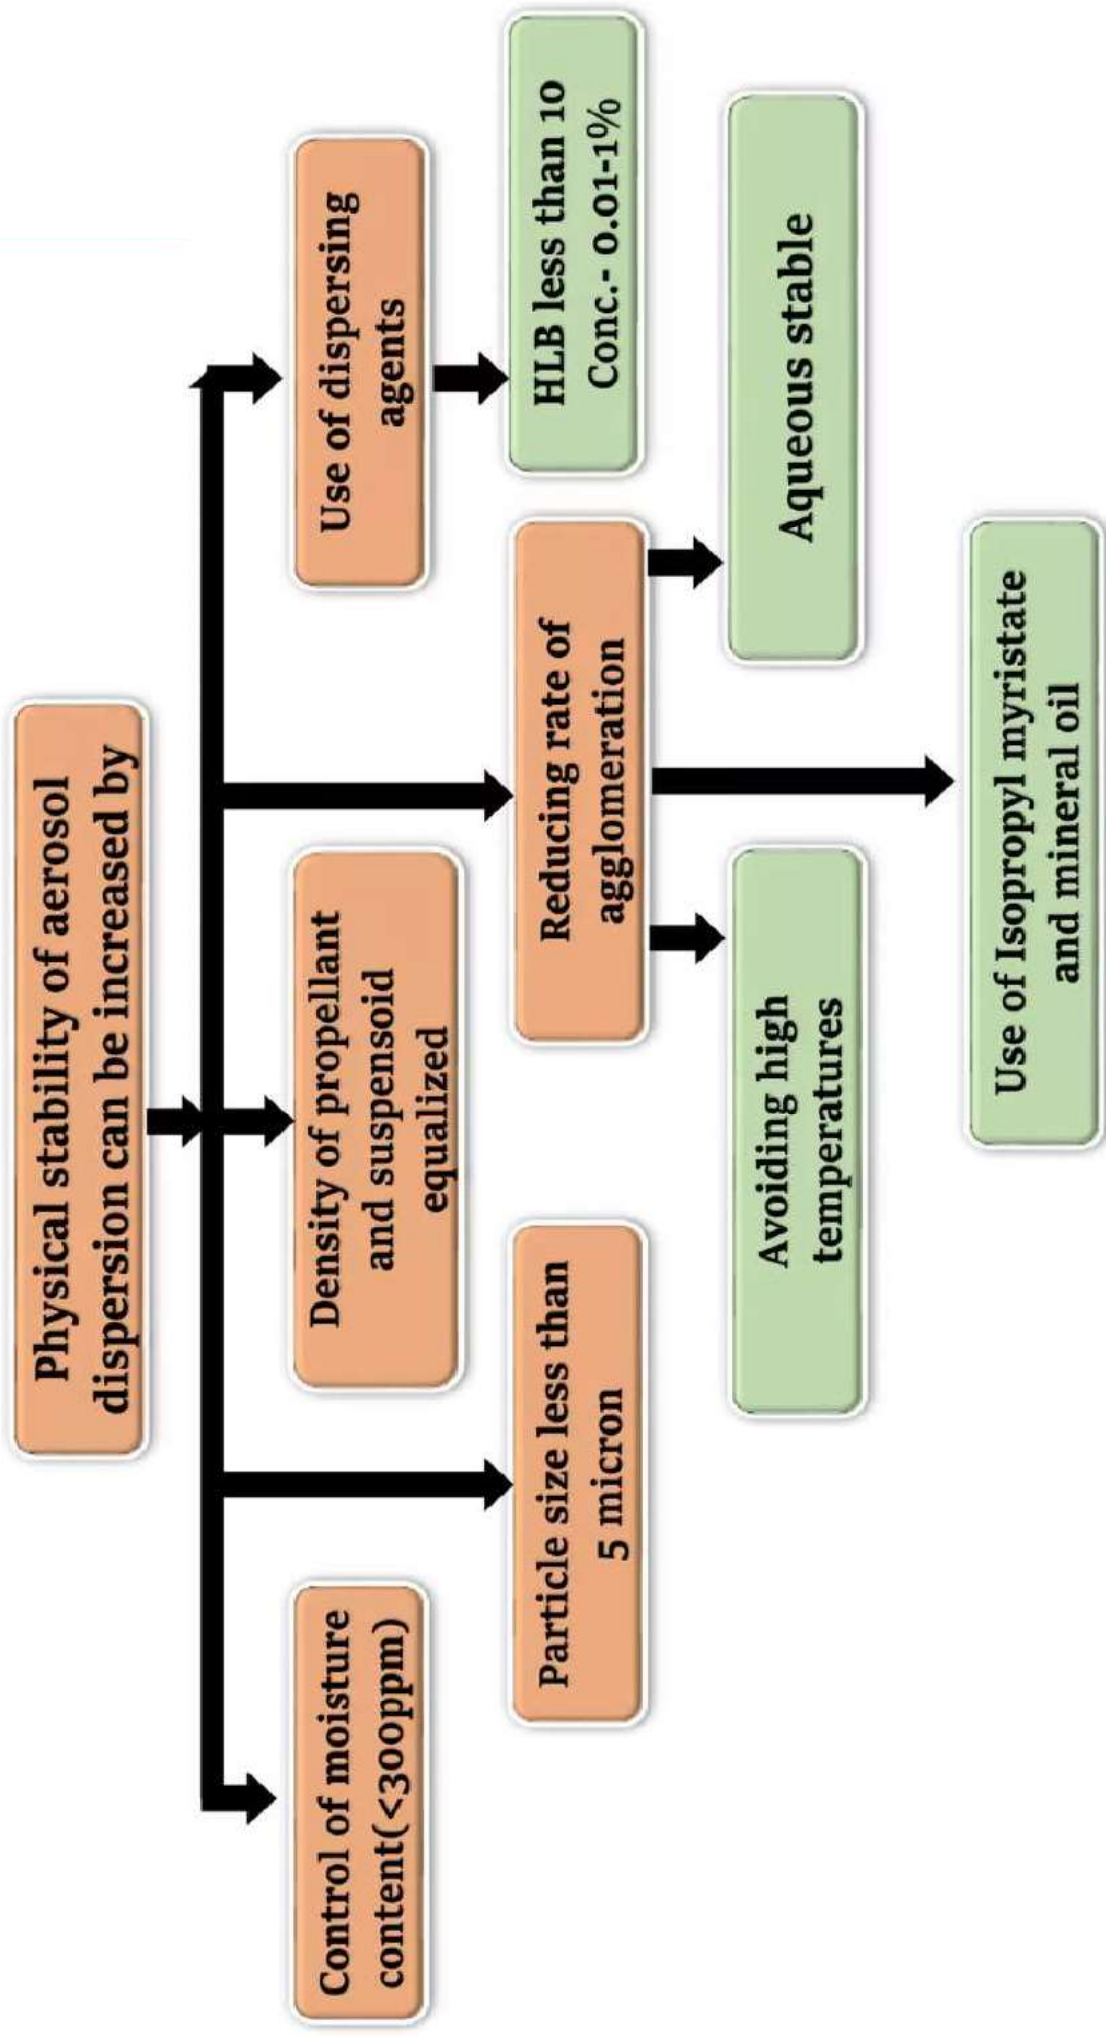 Physical stability of aerosol
dispersion can be increased by
Control of moisture
content(<300ppm)
Density of propellant
and suspensoid
equalized
Use of dispersing
agents
Particle size less than
5 micron
Reducing rate of
agglomeration
HLB less than 10
Conc.- 0.01-1%
Avoiding high
temperatures
Aqueous stable
Use of Isopropyl myristate
and mineral oil